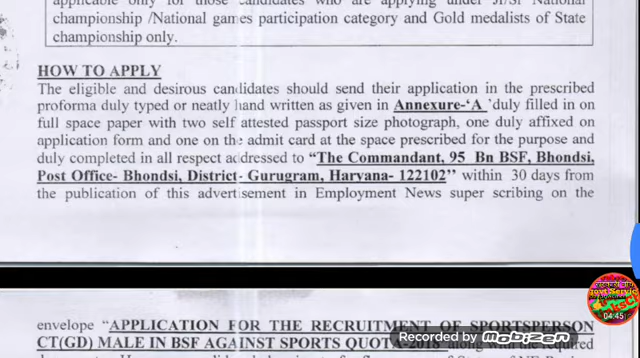 applicable only for those candidates who are applying under Jr/Sr National
championship /National games participation category and Gold medalists of State
championship only.
HOW TO APPLY
The eligible and desirous candidates should send their application in the prescribed
proforma duly typed or neatly hand written as given in Annexure-‘A ’duly filled in on
full space paper with two self attested passport size photograph, one duly affixed on
application form and one on the admit card at the space prescribed for the purpose and
duly completed in all respect addressed to “The Commandant, 95 Bn BSF, Bhondsi,
Post Office- Bhondsi, District- Gurugram, Haryana- 122102” within 30 days from
the publication of this advertisement in Employment News super scribing on the
04:45
envelope “APPLICATION FOR THE RECRUITMENT OF SPORTSPERSON
CT(GD) MALE IN BSF AGAINST SPORTS QUOTA
Recorded by Mobizen
required